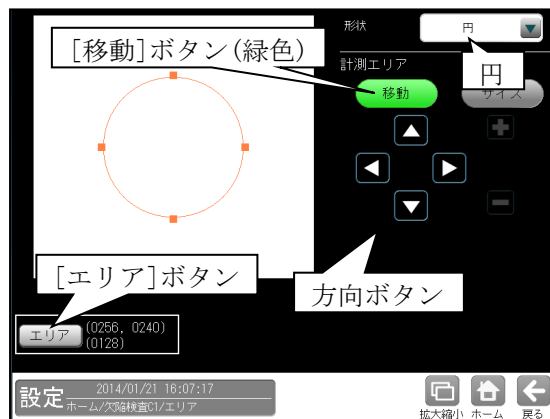 形状
円
[移動]ボタン(緑色)
計測エリア
円
移動
サイズ
[エリア]ボタン
方向ボタン
エリア
(0256, 0240)
(0128)
設定
2014/01/21 16:07:17
ホーム/欠陥検査C1/エリア
拡大縮小
ホーム
戻る